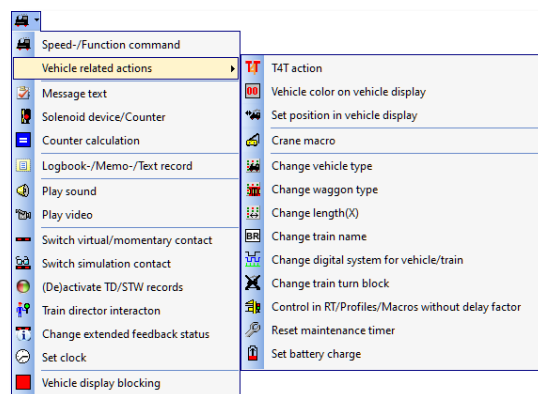 Speed-/Function command
Vehicle related actions
Message text
Solenoid device/Counter
Counter calculation
Logbook-/Memo-/Text record
Play sound
Play video
Switch virtual/momentary contact
Switch simulation contact
(De)activate TD/STW records
Train director interacton
Change extended feedback status
Set clock
Vehicle display blocking
T4T action
00 Vehicle color on vehicle display
Set position in vehicle display
Crane macro
Change vehicle type
Change waggon type
Change length(X)
BR Change train name
Change digital system for vehicle/train
Change train turn block
Control in RT/Profiles/Macros without delay factor
Reset maintenance timer
Set battery charge